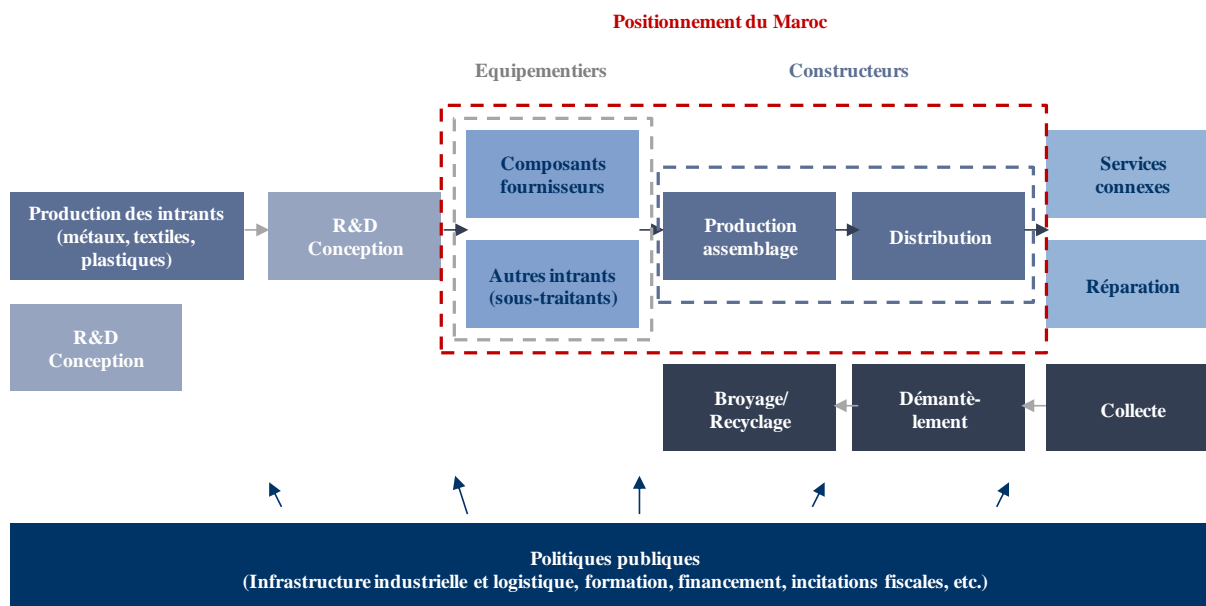 Positionnement du Maroc
Equipementiers
Constructeurs
Composants
fournisseurs
Services
connexes
Production des intrants
(métaux, textiles,
plastiques)
R&D
Conception
Production
assemblage
Distribution
Autres intrants
(sous-traitants)
Réparation
R&D
Conception
Broyage/
Recyclage
Démantè-
lement
Collecte
Politiques publiques
(Infrastructure industrielle et logistique, formation, financement, incitations fiscales, etc.)